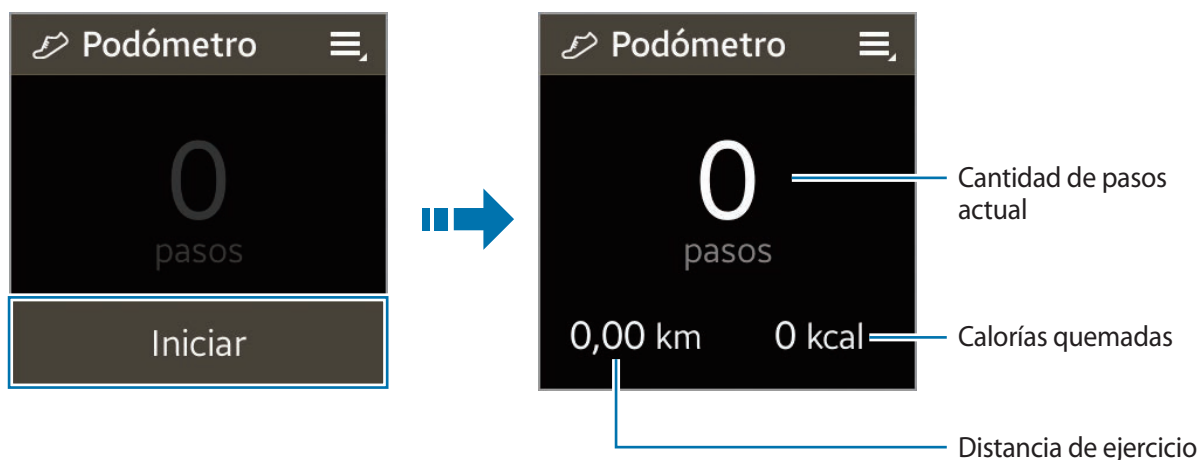 Podómetro
0
pasos
Iniciar
Podómetro
0
pasos
0,00 km
0 kcal
Cantidad de pasos
actual
Calorías quemadas
Distancia de ejercicio